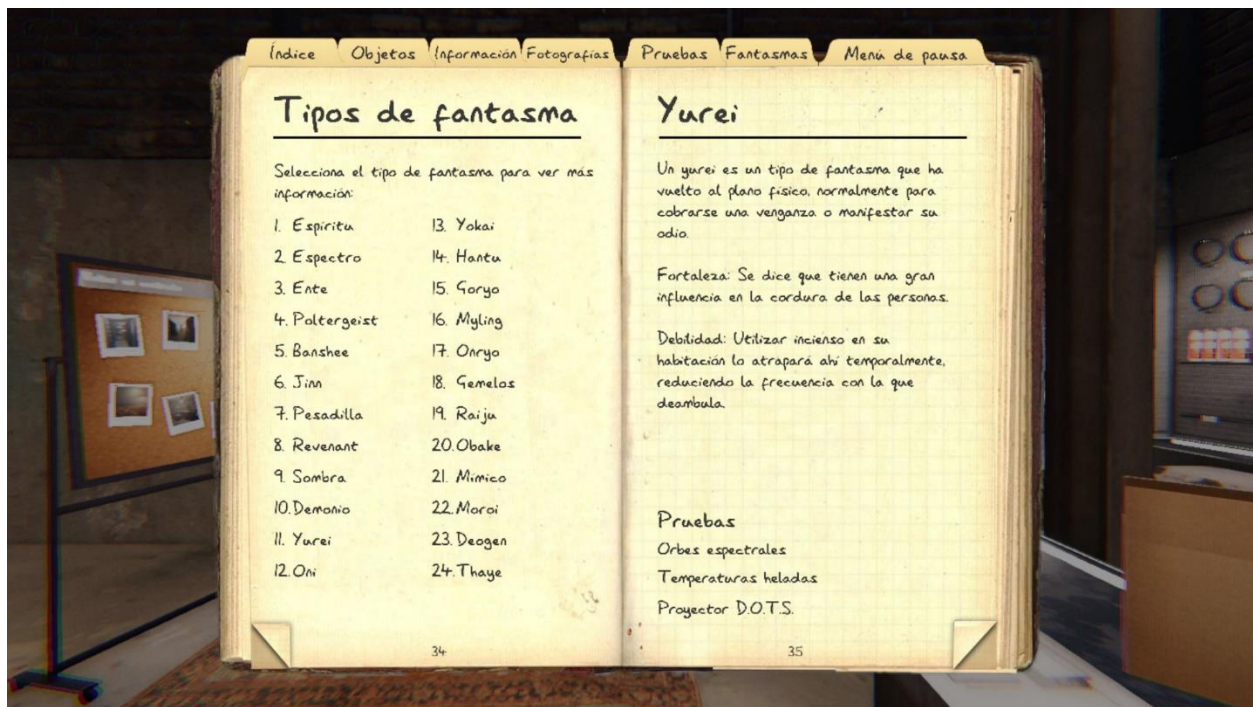 Índice
Objetos
Información
Fotografías
Pruebas
Fantasmas
Menú de pausa
Tipos de fantasma
Selecciona el tipo de fantasma para ver más
información:
1. Espíritu
2. Espectro
3. Ente
4. Poltergeist
5. Banshee
6. Jinn
7. Pesadilla
8. Revenant
9. Sombra
10. Demonio
11. Yurei
12. Oni
13. Yokai
14. Hantu
15. Goryo
16. Myling
17. Onryo
18. Gemelos
19. Raiju
20. Obake
21. Mímico
22. Moroi
23. Deogen
24. Thaye
34
Yurei
Un yurei es un tipo de fantasma que ha
vuelto al plano físico, normalmente para
cobrarse una venganza o manifestar su
odio.
Fortaleza: Se dice que tienen una gran
influencia en la cordura de las personas.
Debilidad: Utilizar incienso en su
habitación lo atrapará ahí temporalmente,
reduciendo la frecuencia con la que
deambula.
Pruebas
Orbes espectrales
Temperaturas heladas
Proyector D.O.T.S.
35